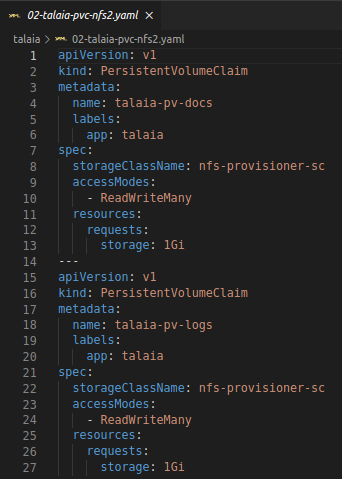 02-talaia-pvc-nfs2.yaml ×
talaia > 02-talaia-pvc-nfs2.yaml
1 apiVersion: v1
2 kind: PersistentVolumeClaim
3 metadata:
4   name: talaia-pv-docs
5   labels:
6     app: talaia
7 spec:
8   storageClassName: nfs-provisioner-sc
9   accessModes:
10     - ReadWriteMany
11   resources:
12     requests:
13       storage: 1Gi
14 ---
15 apiVersion: v1
16 kind: PersistentVolumeClaim
17 metadata:
18   name: talaia-pv-logs
19   labels:
20     app: talaia
21 spec:
22   storageClassName: nfs-provisioner-sc
23   accessModes:
24     - ReadWriteMany
25   resources:
26     requests:
27       storage: 1Gi